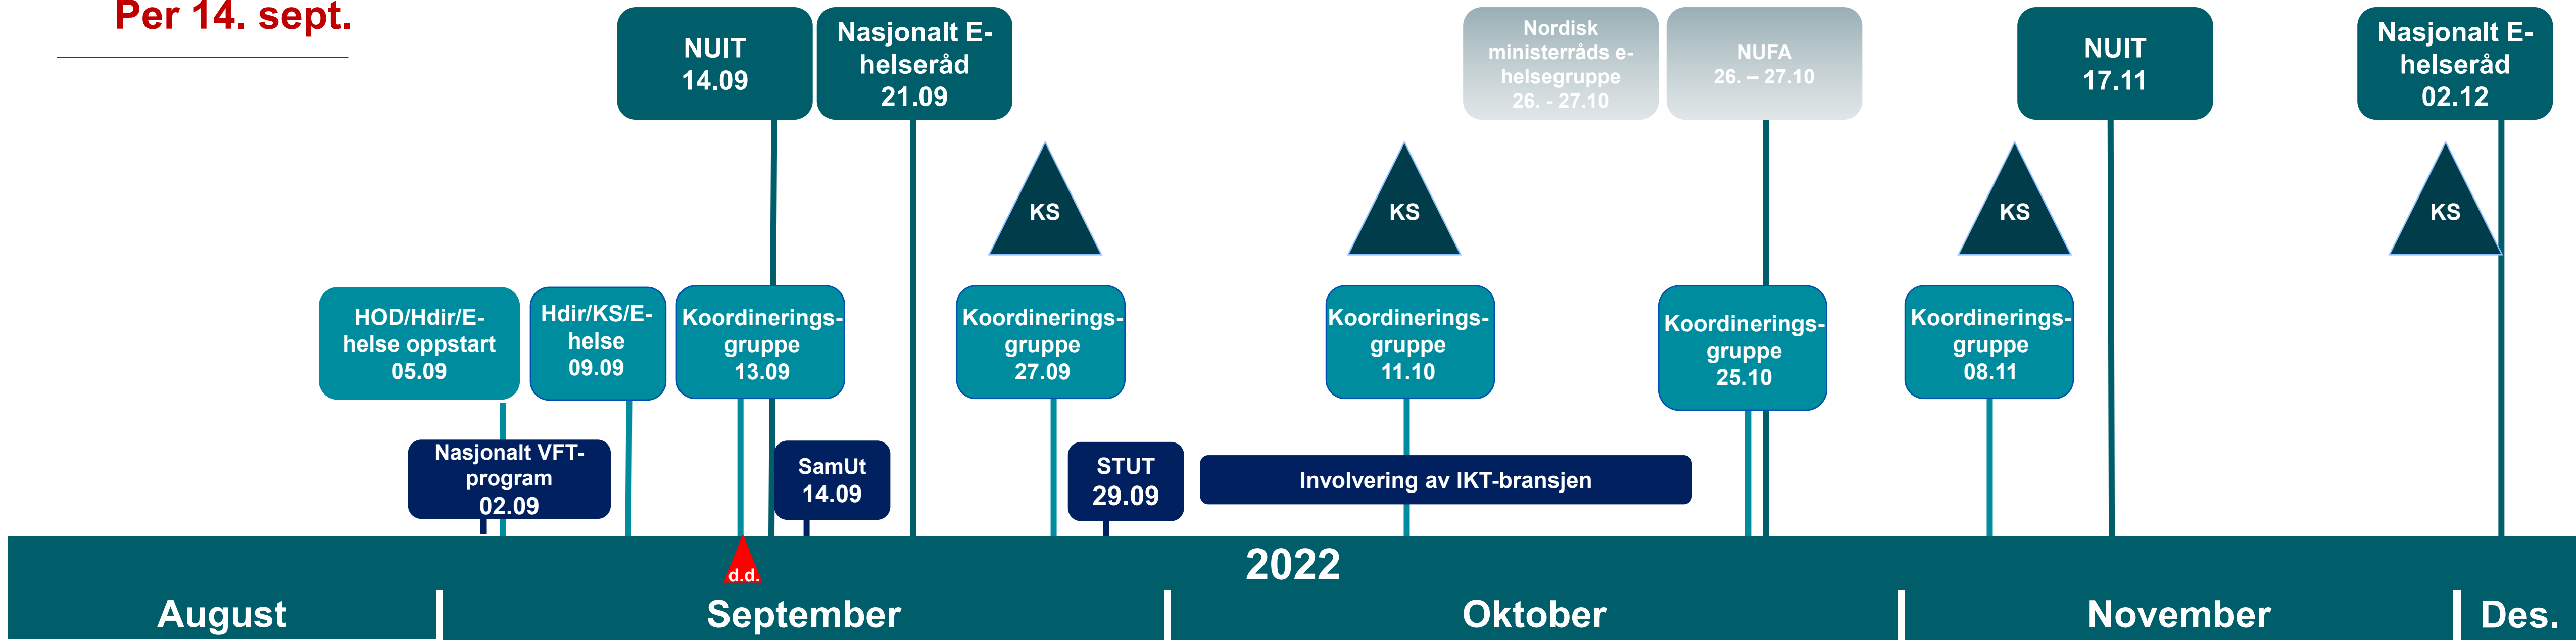 Per 14. sept.
NUIT
14.09
Nasjonalt E-
helseråd
21.09
Nordisk
ministerråds e-
helsegruppe
26. - 27.10
NUFA
26. – 27.10
NUIT
17.11
Nasjonalt E-
helseråd
02.12
KS
KS
KS
KS
HOD/Hdir/E-
helse oppstart
05.09
Hdir/KS/E-
helse
09.09
Koordinerings-
gruppe
13.09
Koordinerings-
gruppe
27.09
Koordinerings-
gruppe
11.10
Koordinerings-
gruppe
25.10
Koordinerings-
gruppe
08.11
Nasjonalt VFT-
program
02.09
SamUt
14.09
STUT
29.09
Involvering av IKT-bransjen
d.d.
2022
August
September
Oktober
November
Des.